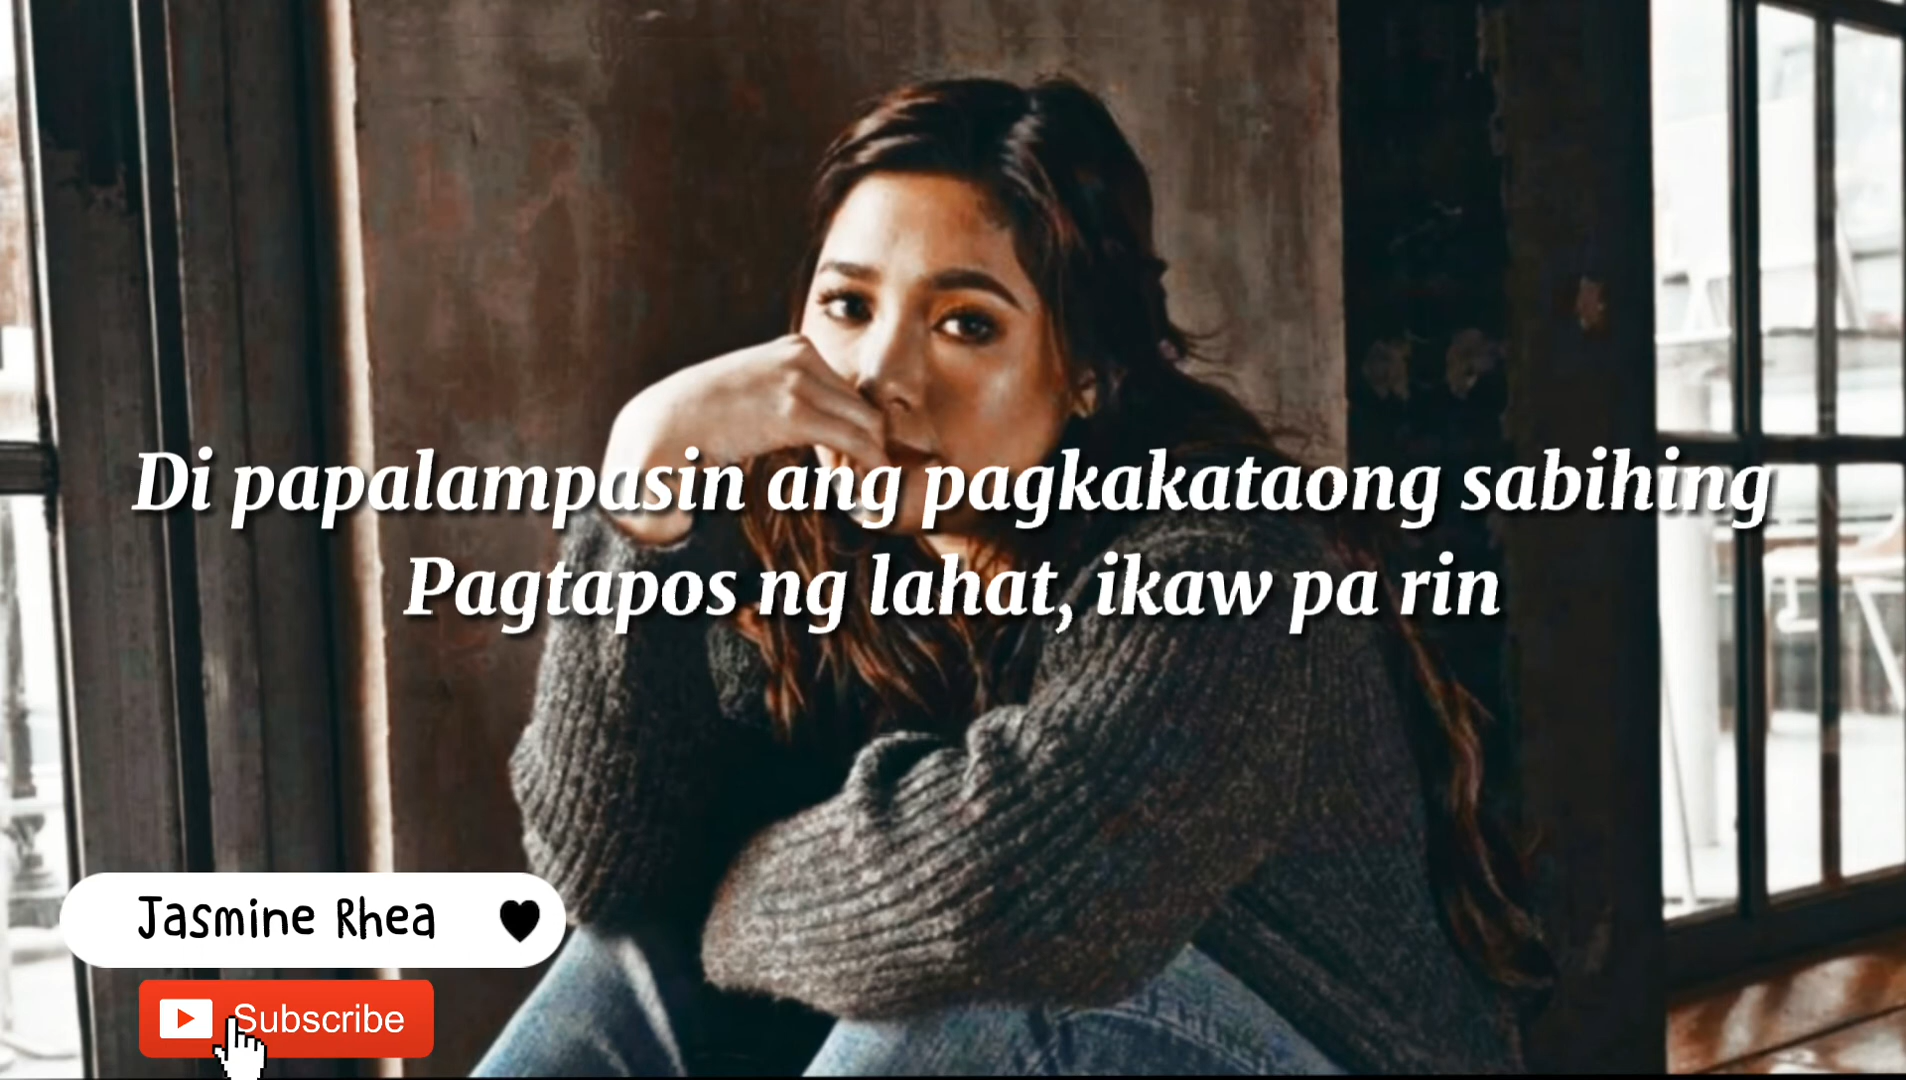 Di papalampasin ang pagkakataong sabihing
Pagtapos ng lahat, ikaw pa rin
Jasmine Rhea
Subscribe